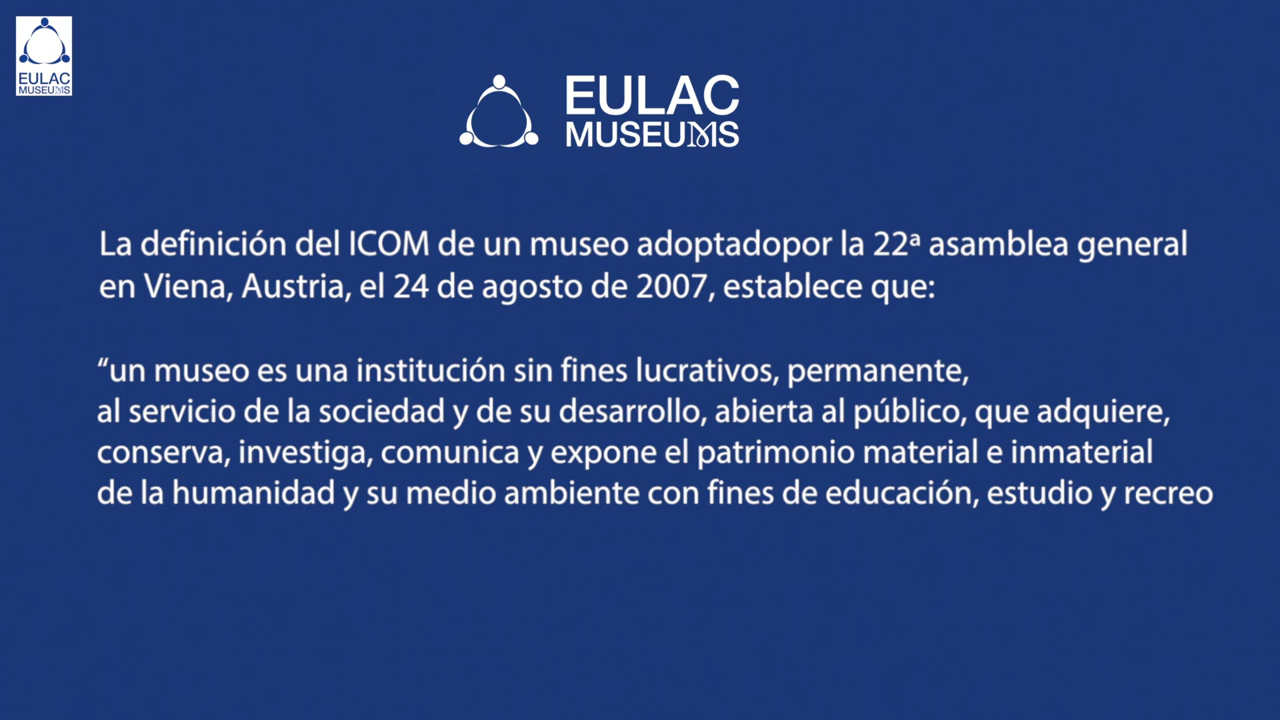 EULAC
MUSEUMS
EULAC
MUSEUMS
La definición del ICOM de un museo adoptadopor la 22ª asamblea general
en Viena, Austria, el 24 de agosto de 2007, establece que:
“un museo es una institución sin fines lucrativos, permanente,
al servicio de la sociedad y de su desarrollo, abierta al público, que adquiere,
conserva, investiga, comunica y expone el patrimonio material e inmaterial
de la humanidad y su medio ambiente con fines de educación, estudio y recreo